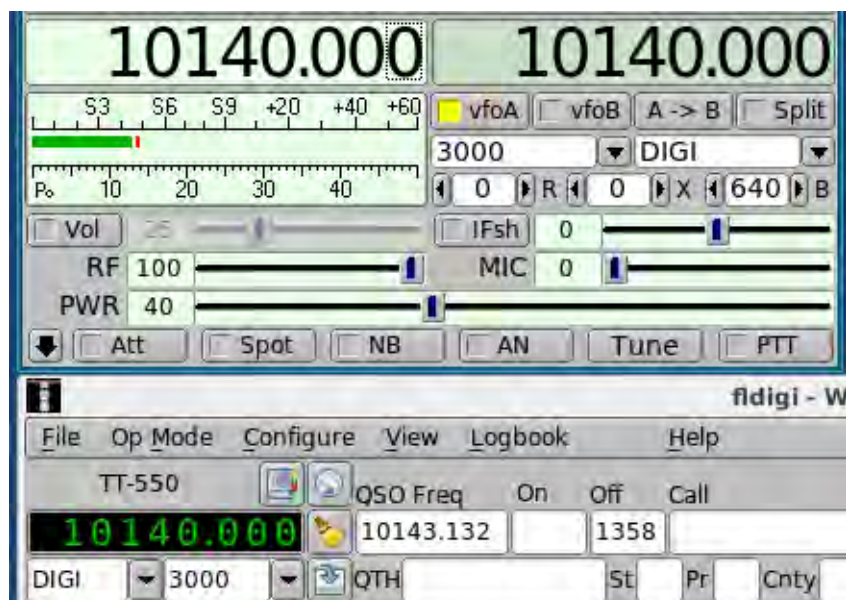 10140.000 10140.000
S3 S6 S9 +20 +40 +60 vfoA vfoB A -> B Split
3000 DIGI
Po 10 20 30 40 0 R 0 X 640 B
Vol 25 IFsh 0
RF 100 MIC 0
PWR 40
Att Spot NB AN Tune PTT
fldigi - W
File Op Mode Configure View Logbook Help
TT-550 QSO Freq On Off Call
10140.000 10143.132 1358
DIGI 3000 QTH St Pr Cnty